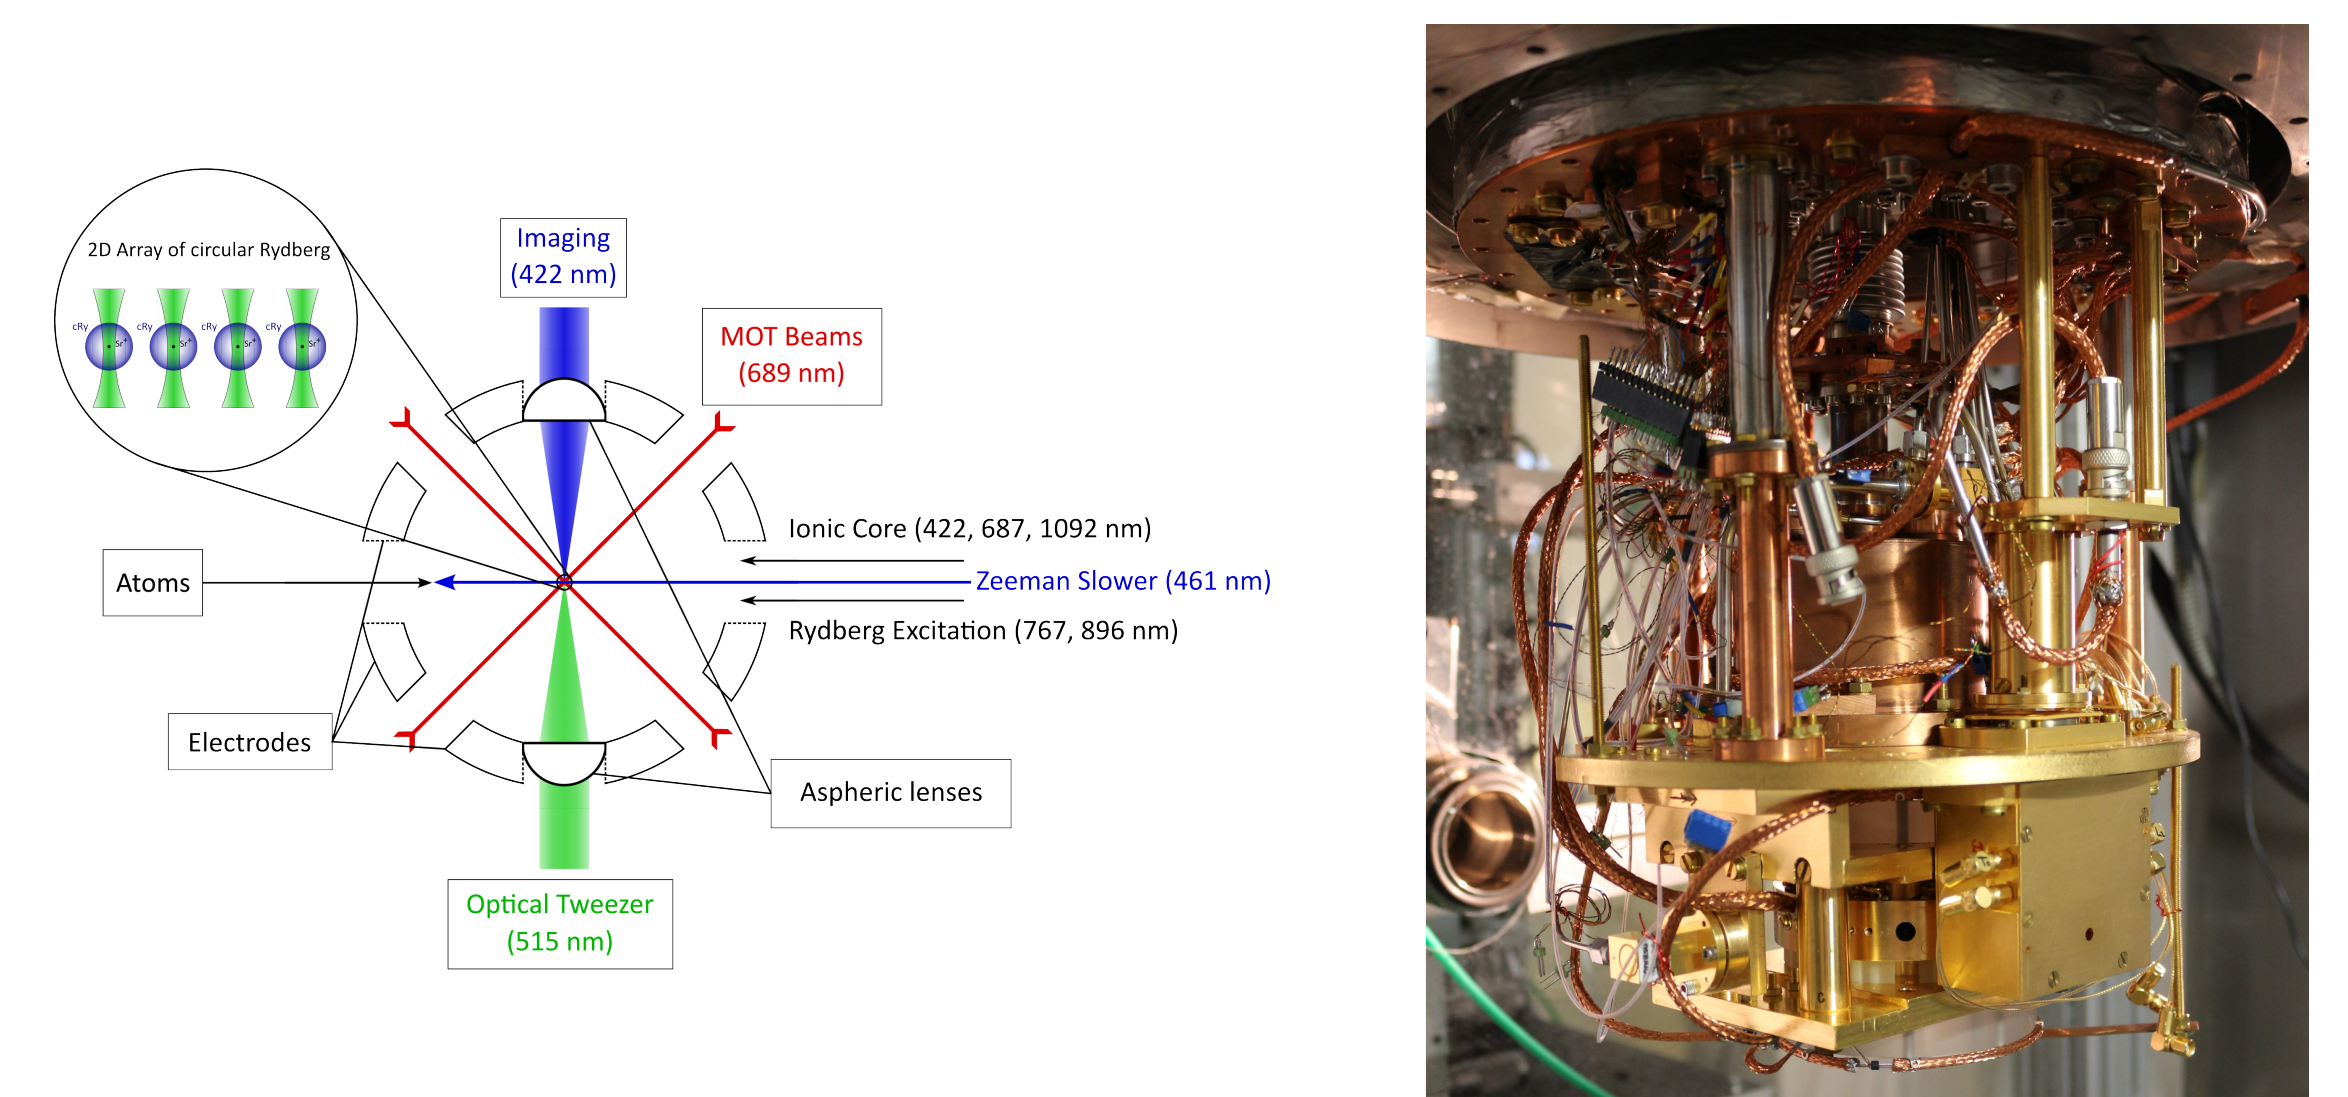 2D Array of circular Rydberg
cRy
cRy
cRy
cRy
Sr+
Sr+
Sr+
Sr+
Imaging
(422 nm)
MOT Beams
(689 nm)
Ionic Core (422, 687, 1092 nm)
Atoms
Zeeman Slower (461 nm)
Rydberg Excitation (767, 896 nm)
Electrodes
Aspheric lenses
Optical Tweezer
(515 nm)